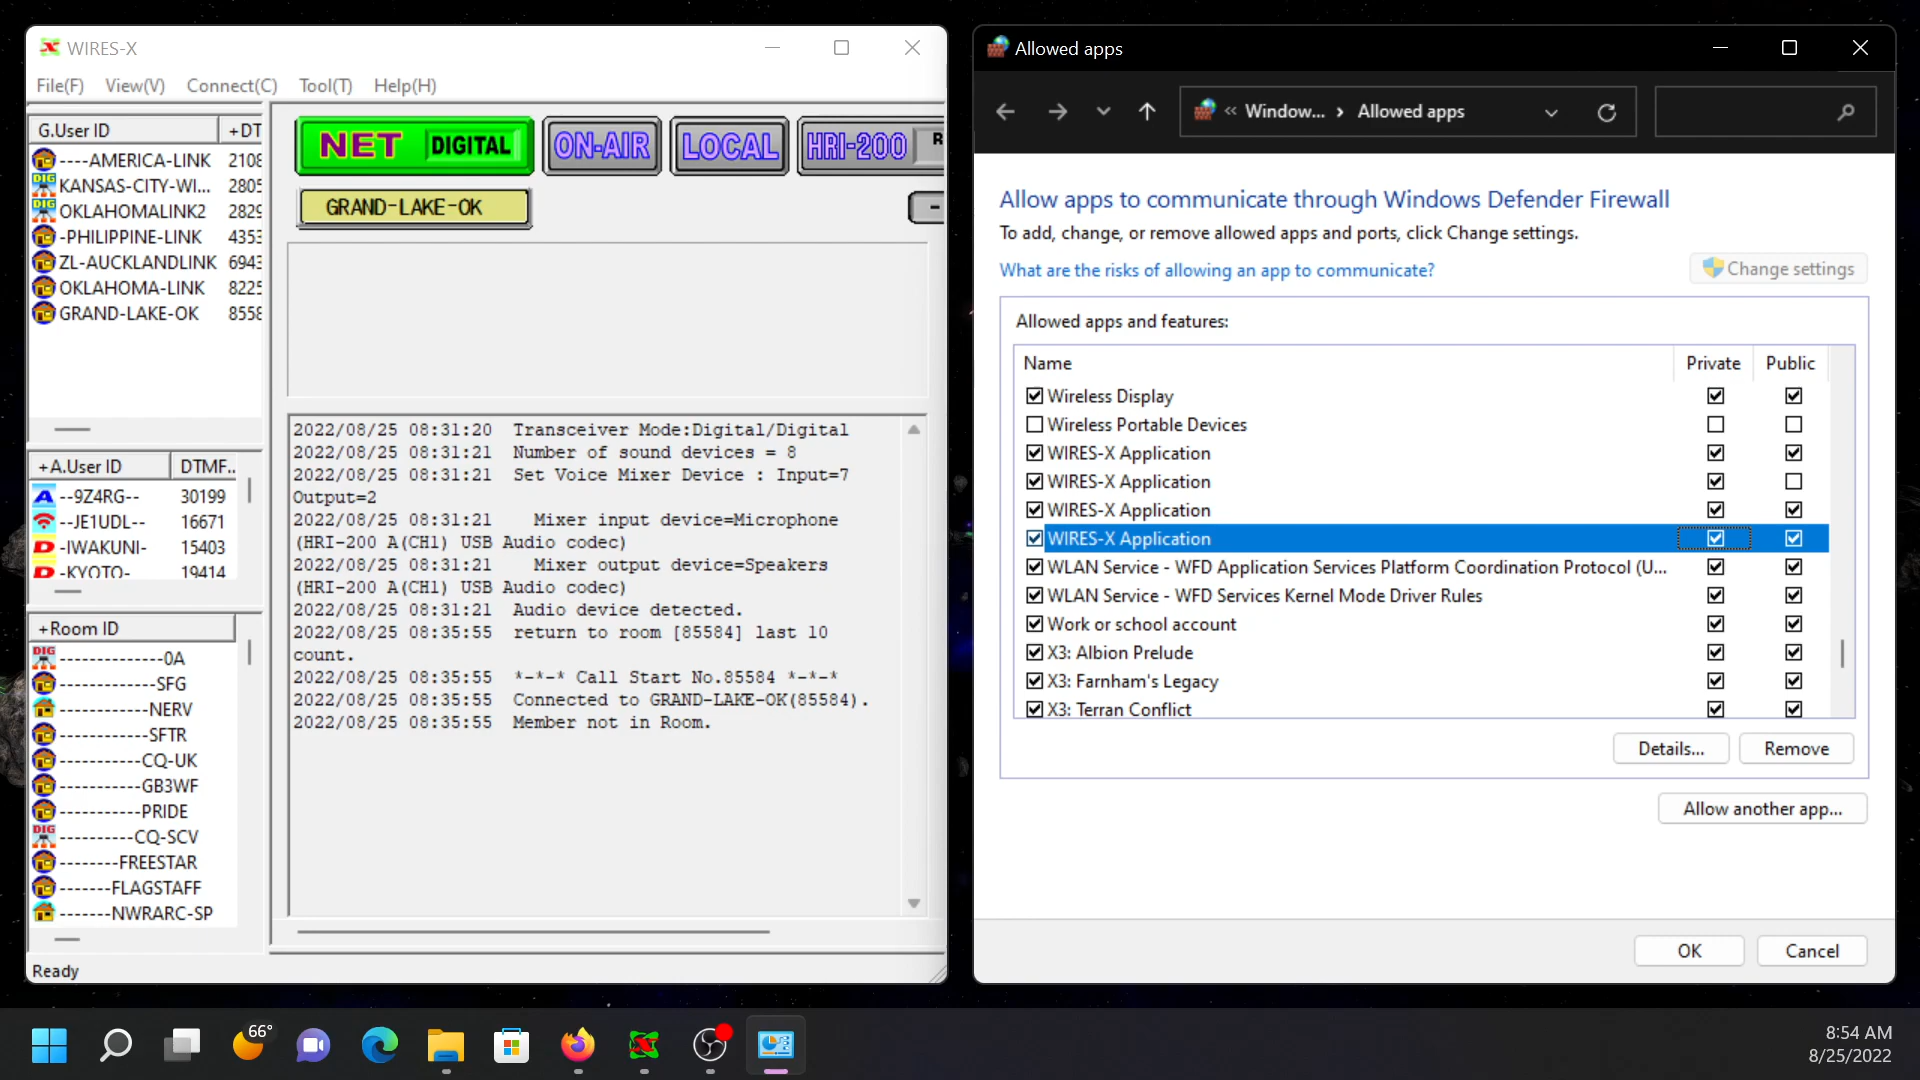 WIRES-X
File(F) View(V) Connect(C) Tool(T) Help(H)
G.User ID +DT
----AMERICA-LINK 2108
KANSAS-CITY-WI... 2805
OKLAHOMALINK2 2829
-PHILIPPINE-LINK 4353
ZL-AUCKLANDLINK 6943
OKLAHOMA-LINK 8225
GRAND-LAKE-OK 8558
+A.User ID DTMF..
--9Z4RG-- 30199
--JE1UDL-- 16671
-IWAKUNI- 15403
-KYOTO- 19414
+Room ID
--------------0A
-------------SFG
------------NERV
------------SFTR
-----------CQ-UK
-----------GB3WF
-----------PRIDE
----------CQ-SCV
--------FREESTAR
-------FLAGSTAFF
-------NWRARC-SP
Ready
NET DIGITAL ON-AIR LOCAL HRI-200 R
GRAND-LAKE-OK -
2022/08/25 08:31:20 Transceiver Mode:Digital/Digital
2022/08/25 08:31:21 Number of sound devices = 8
2022/08/25 08:31:21 Set Voice Mixer Device : Input=7
Output=2
2022/08/25 08:31:21 Mixer input device=Microphone
(HRI-200 A(CH1) USB Audio codec)
2022/08/25 08:31:21 Mixer output device=Speakers
(HRI-200 A(CH1) USB Audio codec)
2022/08/25 08:31:21 Audio device detected.
2022/08/25 08:35:55 return to room [85584] last 10
count.
2022/08/25 08:35:55 *-*-* Call Start No.85584 *-*-*
2022/08/25 08:35:55 Connected to GRAND-LAKE-OK(85584).
2022/08/25 08:35:55 Member not in Room.
Allowed apps
« Window... › Allowed apps
Allow apps to communicate through Windows Defender Firewall
To add, change, or remove allowed apps and ports, click Change settings.
What are the risks of allowing an app to communicate?
Change settings
Allowed apps and features:
Name Private Public
Wireless Display
Wireless Portable Devices
WIRES-X Application
WIRES-X Application
WIRES-X Application
WIRES-X Application
WLAN Service - WFD Application Services Platform Coordination Protocol (U...
WLAN Service - WFD Services Kernel Mode Driver Rules
Work or school account
X3: Albion Prelude
X3: Farnham's Legacy
X3: Terran Conflict
Details... Remove
Allow another app...
OK Cancel
66°
8:54 AM
8/25/2022